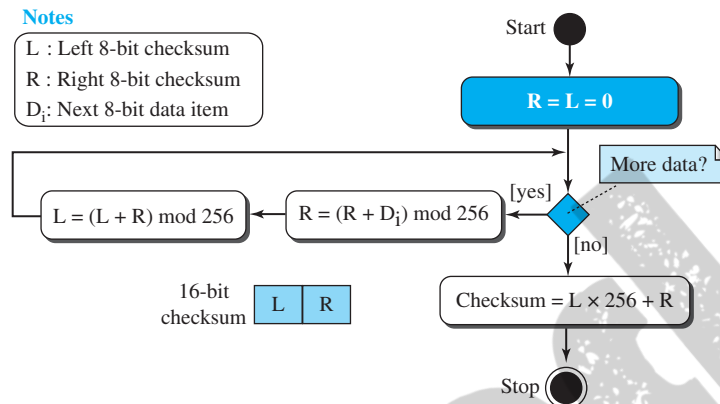 Notes
L : Left 8-bit checksum
R : Right 8-bit checksum
Dᵢ: Next 8-bit data item
Start
R = L = 0
More data?
[yes]
L = (L + R) mod 256
R = (R + Dᵢ) mod 256
[no]
16-bit
checksum
L R
Checksum = L × 256 + R
Stop